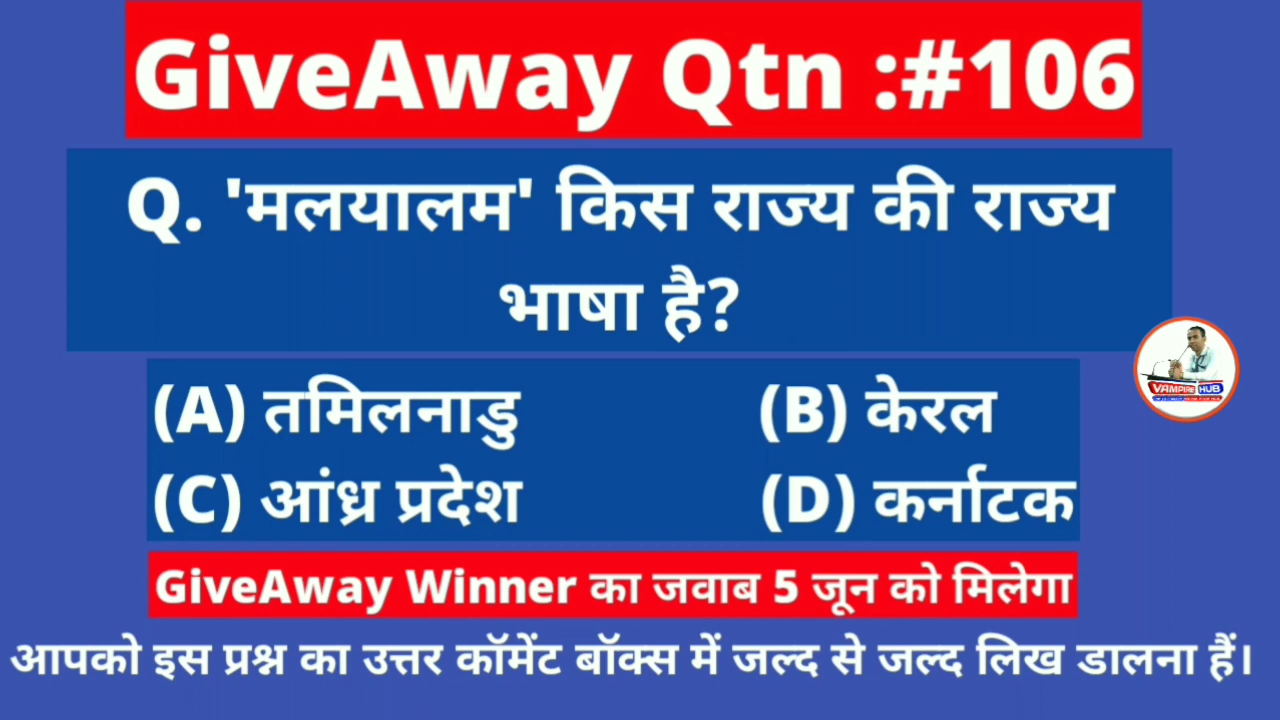 GiveAway Qtn :#106
Q. 'मलयालम' किस राज्य की राज्य
भाषा है?
(A) तमिलनाडु (B) केरल
(C) आंध्र प्रदेश (D) कर्नाटक
VAMPIRE HUB
GiveAway Winner का जवाब 5 जून को मिलेगा
आपको इस प्रश्न का उत्तर कॉमेंट बॉक्स में जल्द से जल्द लिख डालना हैं।